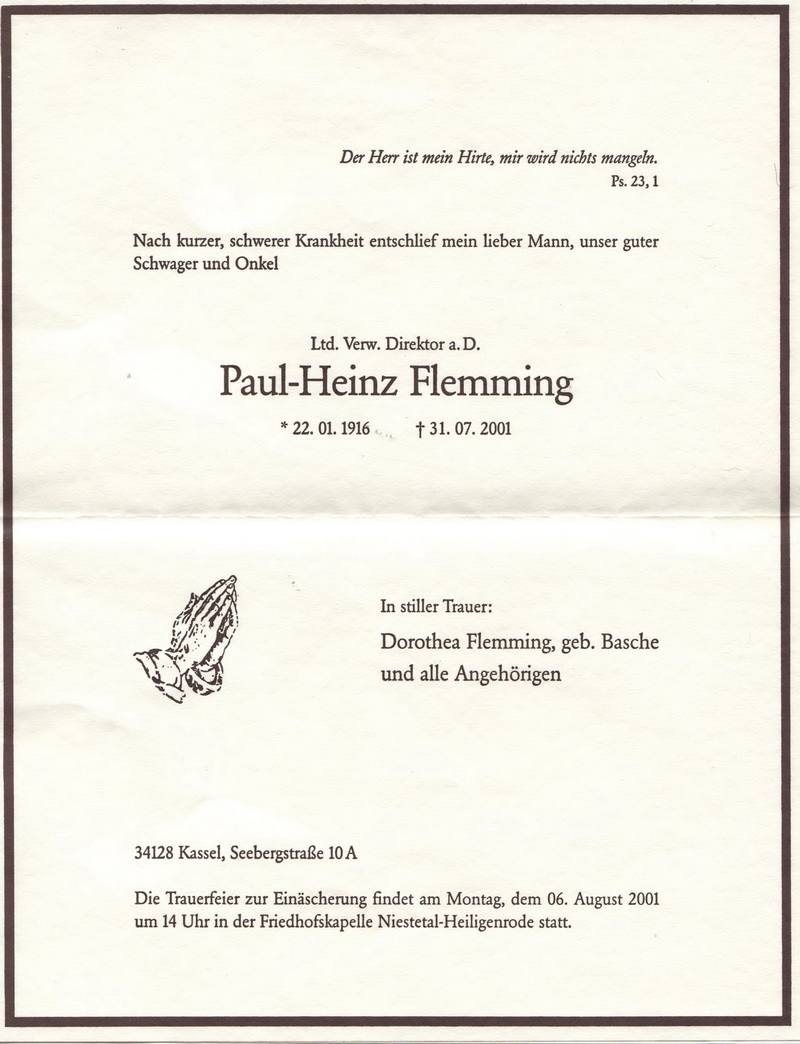 Der Herr ist mein Hirte, mir wird nichts mangeln.
Ps. 23, 1
Nach kurzer, schwerer Krankheit entschlief mein lieber Mann, unser guter
Schwager und Onkel
Ltd. Verw. Direktor a. D.
Paul-Heinz Flemming
* 22. 01. 1916 † 31. 07. 2001
In stiller Trauer:
Dorothea Flemming, geb. Basche
und alle Angehörigen
34128 Kassel, Seebergstraße 10 A
Die Trauerfeier zur Einäscherung findet am Montag, dem 06. August 2001
um 14 Uhr in der Friedhofskapelle Niestetal-Heiligenrode statt.